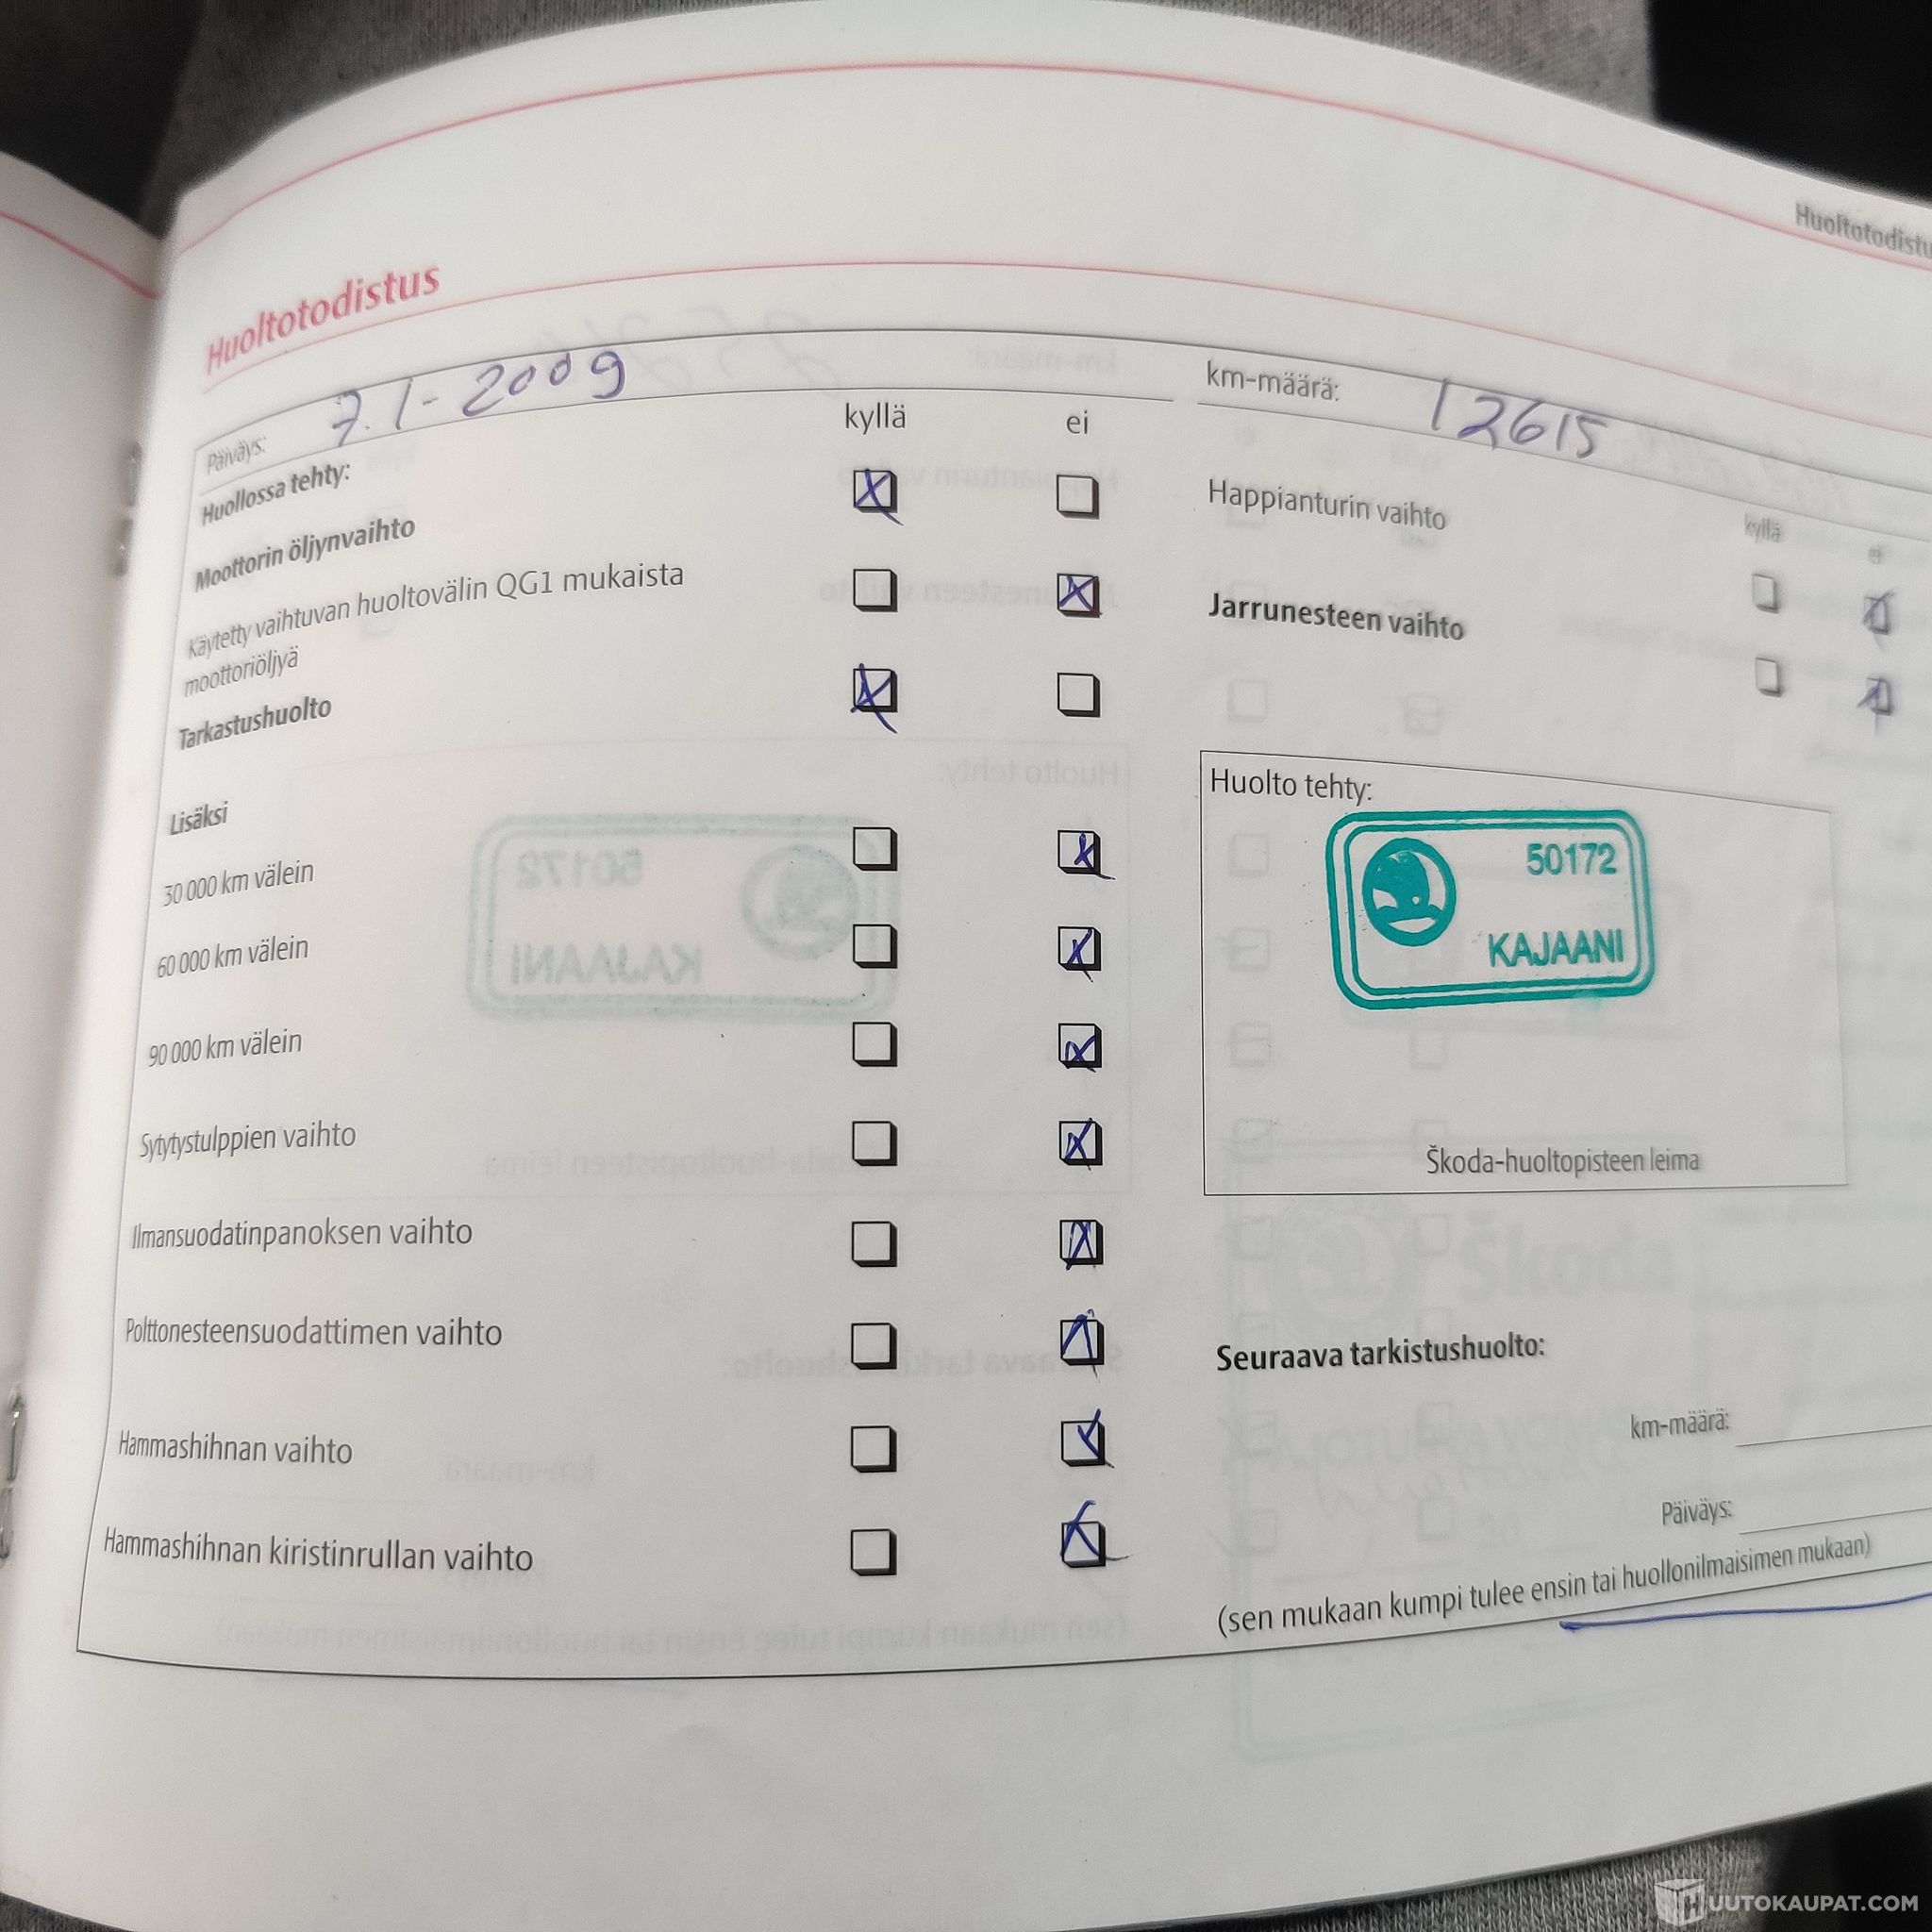 Huoltotodistus
Huoltotodistu
Päiväys: 7.1-2009
km-määrä: 12615
Huollossa tehty: kyllä ei
Moottorin öljynvaihto
Käytetty vaihtuvan huoltovälin QG1 mukaista
moottoriöljyä
Tarkastushuolto
Lisäksi
30 000 km välein
60 000 km välein
90 000 km välein
Sytytystulppien vaihto
Ilmansuodatinpanoksen vaihto
Polttonesteensuodattimen vaihto
Hammashihnan vaihto
Hammashihnan kiristinrullan vaihto
kyllä ei
Happianturin vaihto
Jarrunesteen vaihto
Huolto tehty:
50172
KAJAANI
Škoda-huoltopisteen leima
Seuraava tarkistushuolto:
km-määrä:
Päiväys:
(sen mukaan kumpi tulee ensin tai huollonilmaisimen mukaan)
HUUTOKAUPAT.COM